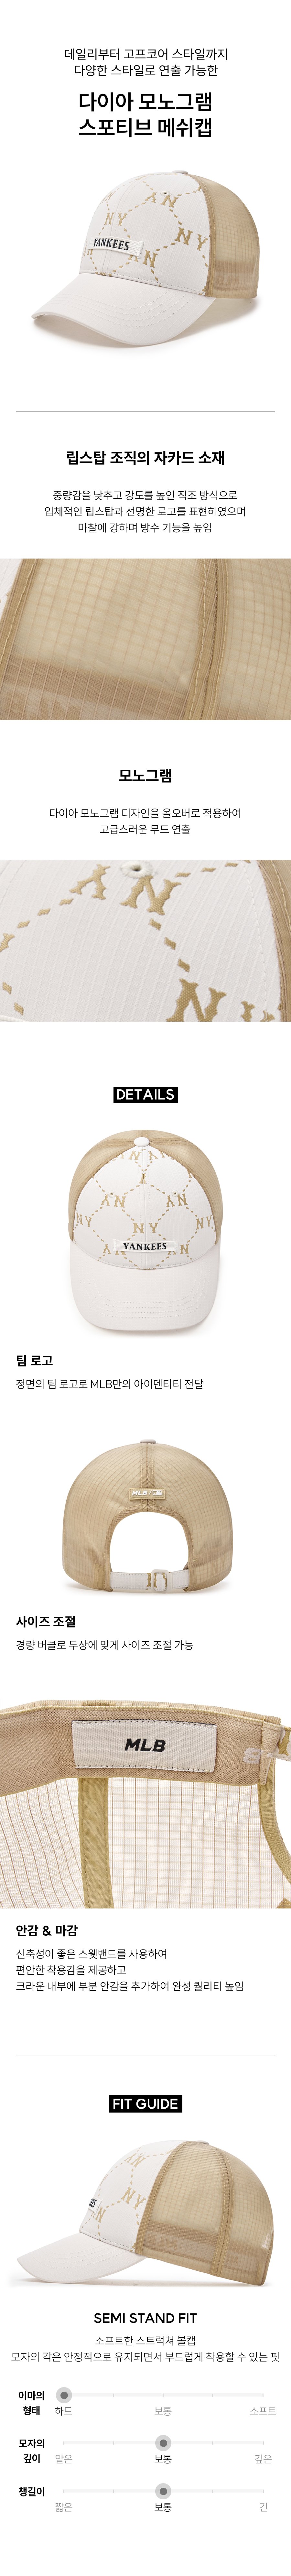 데일리부터 고프코어 스타일까지
다양한 스타일로 연출 가능한
다이아 모노그램
스포티브 메쉬캡
YANKEES
립스탑 조직의 자카드 소재
중량감을 낮추고 강도를 높인 직조 방식으로
입체적인 립스탑과 선명한 로고를 표현하였으며
마찰에 강하며 방수 기능을 높임
모노그램
다이아 모노그램 디자인을 올오버로 적용하여
고급스러운 무드 연출
DETAILS
YANKEES
팀 로고
정면의 팀 로고로 MLB만의 아이덴티티 전달
MLB
사이즈 조절
경량 버클로 두상에 맞게 사이즈 조절 가능
MLB
안감 & 마감
신축성이 좋은 스웻밴드를 사용하여
편안한 착용감을 제공하고
크라운 내부에 부분 안감을 추가하여 완성 퀄리티 높임
FIT GUIDE
SEMI STAND FIT
소프트한 스트럭쳐 볼캡
모자의 각은 안정적으로 유지되면서 부드럽게 착용할 수 있는 핏
이마의
형태
하드 보통 소프트
모자의
깊이
얕은 보통 깊은
챙길이
짧은 보통 긴